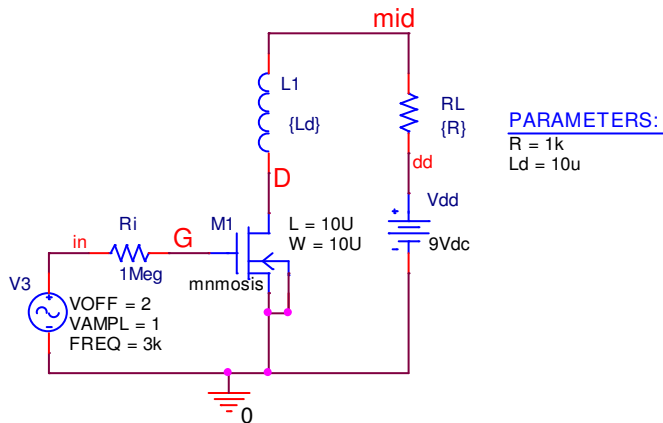 mid
L1
{Ld}
RL
{R}
PARAMETERS:
R = 1k
Ld = 10u
dd
D
Vdd
+
-
9Vdc
Ri
M1
L = 10U
W = 10U
in
G
1Meg
mnmosis
V3
+
-
VOFF = 2
VAMPL = 1
FREQ = 3k
0